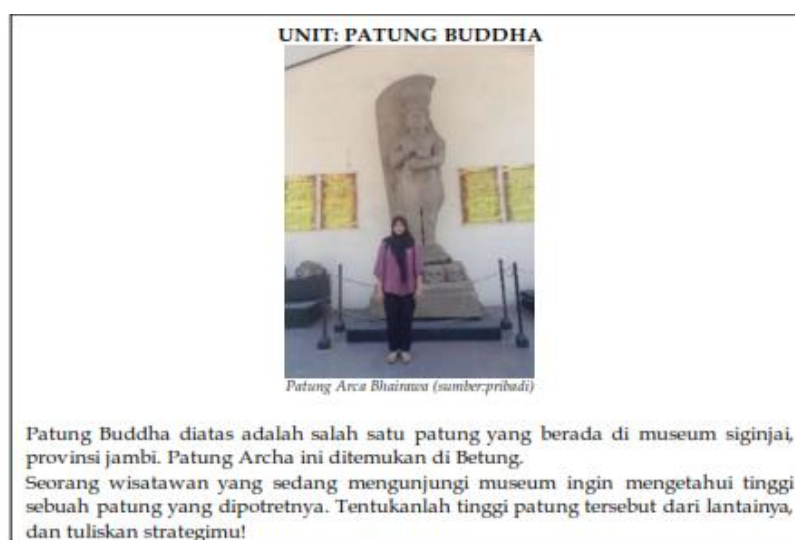 UNIT: PATUNG BUDDHA
Patung Arca Bhairawa (sumber:pribadi)
Patung Buddha diatas adalah salah satu patung yang berada di museum siginjai,
provinsi jambi. Patung Archa ini ditemukan di Betung.
Seorang wisatawan yang sedang mengunjungi museum ingin mengetahui tinggi
sebuah patung yang dipotretnya. Tentukanlah tinggi patung tersebut dari lantainya,
dan tuliskan strategimu!